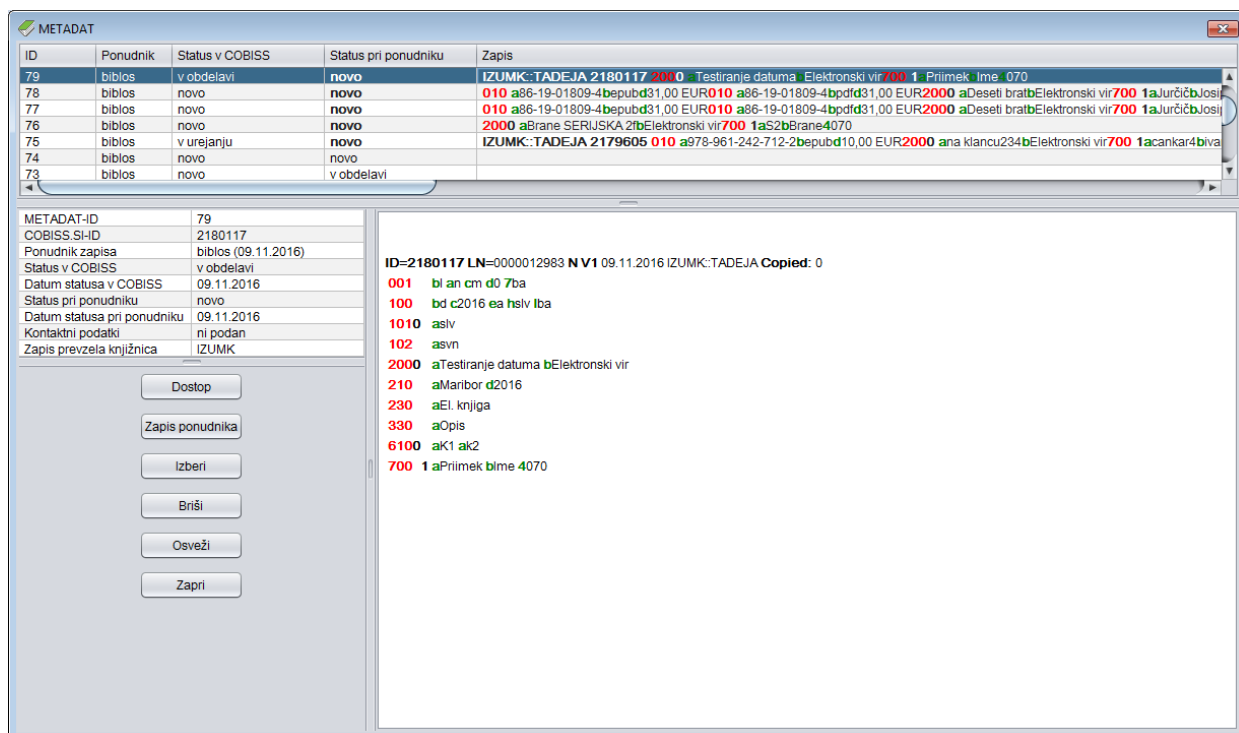 METADAT
ID Ponudnik Status v COBISS Status pri ponudniku Zapis
79 biblos v obdelavi novo IZUMK::TADEJA 2180117 2000 aTestiranje datuma bElektronski vir700 1aPriimek bIme 4070
78 biblos novo novo 010 a86-19-01809-4bepubd31,00 EUR010 a86-19-01809-4bpdfd31,00 EUR2000 aDeseti bratbElektronski vir700 1aJurčičbJosip
77 biblos novo novo 010 a86-19-01809-4bepubd31,00 EUR010 a86-19-01809-4bpdfd31,00 EUR2000 aDeseti bratbElektronski vir700 1aJurčičbJosip
76 biblos novo novo 2000 aBrane SERIJSKA 2fbElektronski vir700 1aS2bBrane4070
75 biblos v urejanju novo IZUMK::TADEJA 2179605 010 a978-961-242-712-2bepubd10,00 EUR2000 ana klancu234bElektronski vir700 1acankar4biva
74 biblos novo novo
73 biblos novo v obdelavi
METADAT-ID 79
COBISS.SI-ID 2180117
Ponudnik zapisa biblos (09.11.2016)
Status v COBISS v obdelavi
Datum statusa v COBISS 09.11.2016
Status pri ponudniku novo
Datum statusa pri ponudniku 09.11.2016
Kontaktni podatki ni podan
Zapis prevzela knjižnica IZUMK
Dostop
Zapis ponudnika
Izberi
Briši
Osveži
Zapri
ID=2180117 LN=0000012983 N V1 09.11.2016 IZUMK::TADEJA Copied: 0
001 bl an cm d0 7ba
100 bd c2016 ea hslv lba
1010 aslv
102 asvn
2000 aTestiranje datuma bElektronski vir
210 aMaribor d2016
230 aEl. knjiga
330 aOpis
6100 aK1 ak2
700 1 aPriimek bIme 4070